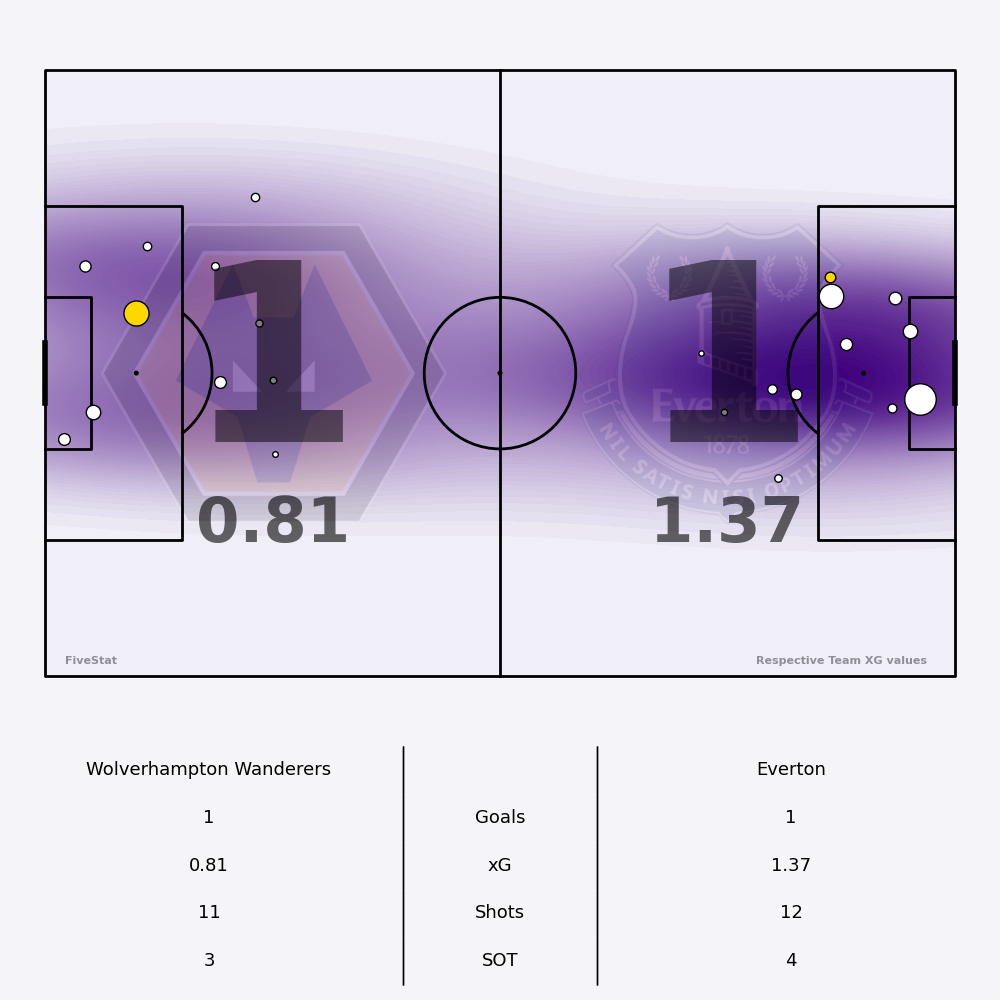 1 1
Everton
1878
NIL SATIS NISI OPTIMUM
0.81 1.37
FiveStat Respective Team XG values
Wolverhampton Wanderers Everton
1 Goals 1
0.81 xG 1.37
11 Shots 12
3 SOT 4